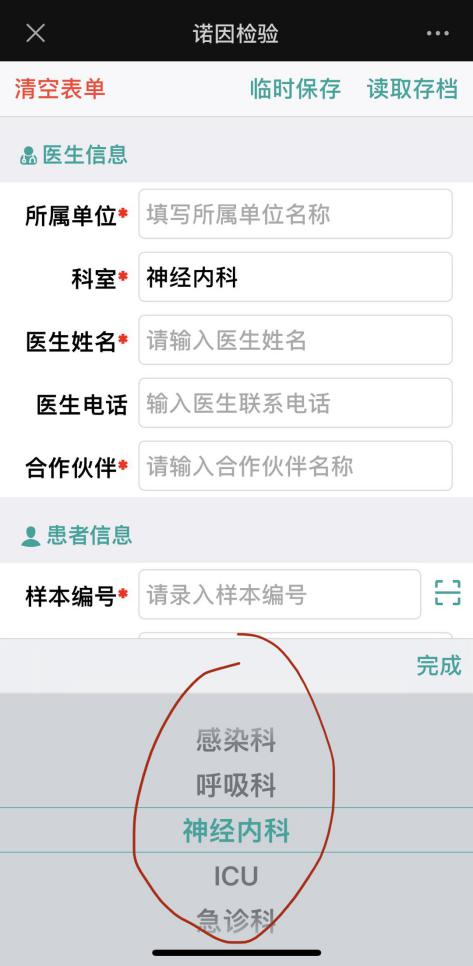 诺因检验
清空表单 临时保存 读取存档
医生信息
所属单位* 填写所属单位名称
科室* 神经内科
医生姓名* 请输入医生姓名
医生电话 输入医生联系电话
合作伙伴* 请输入合作伙伴名称
患者信息
样本编号* 请录入样本编号
完成
感染科
呼吸科
神经内科
ICU
急诊科